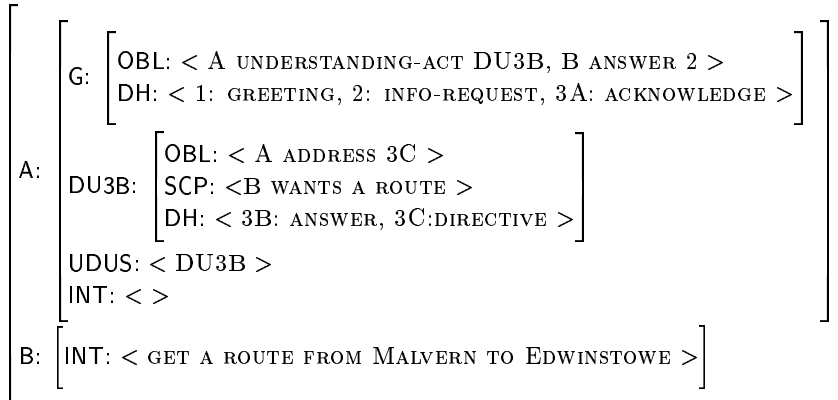 G: OBL: < A UNDERSTANDING-ACT DU3B, B ANSWER 2 >
DH: < 1: GREETING, 2: INFO-REQUEST, 3A: ACKNOWLEDGE >
A: DU3B: OBL: < A ADDRESS 3C >
SCP: <B WANTS A ROUTE >
DH: < 3B: ANSWER, 3C:DIRECTIVE >
UDUS: < DU3B >
INT: < >
B: INT: < GET A ROUTE FROM MALVERN TO EDWINSTOWE >